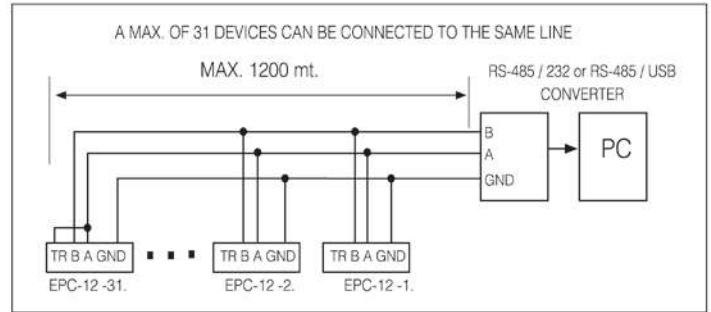 A MAX. OF 31 DEVICES CAN BE CONNECTED TO THE SAME LINE
MAX. 1200 mt.
RS-485 / 232 or RS-485 / USB
CONVERTER
B
A
GND
PC
TR B A GND
TR B A GND
TR B A GND
EPC-12 -31.
EPC-12 -2.
EPC-12 -1.